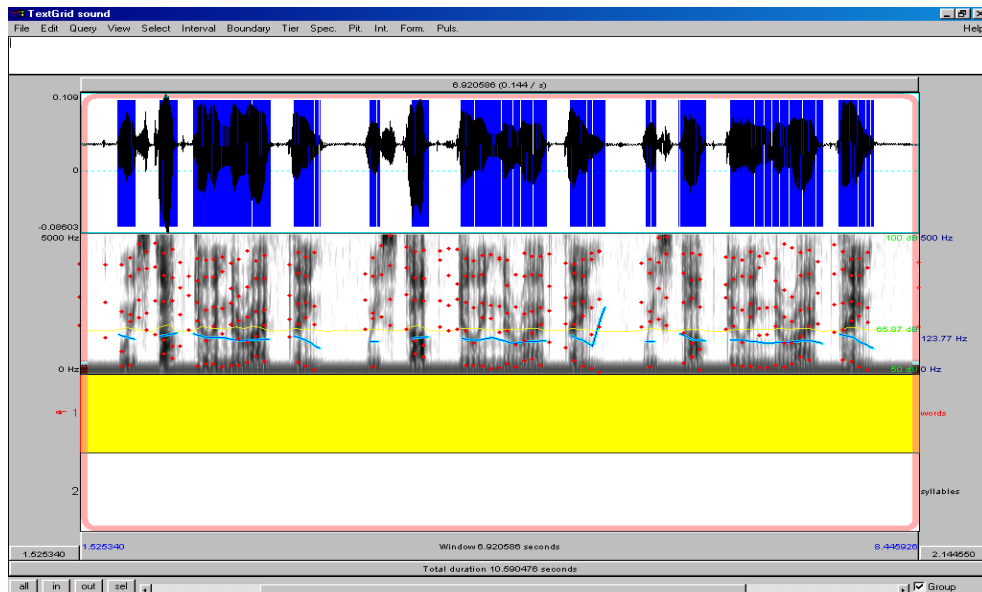 TextGrid sound
File Edit Query View Select Interval Boundary Tier Spec. Pit. Int. Form. Puls. Help
6.920586 (0.144 / s)
0.109
0
-0.08603
5000 Hz 100 dB 500 Hz
65.87 dB
123.77 Hz
0 Hz 50 dB 0 Hz
1 words
2 syllables
1.525340 1.525340 Window 6.920586 seconds 8.445926 2.144550
Total duration 10.590476 seconds
all in out sel Group